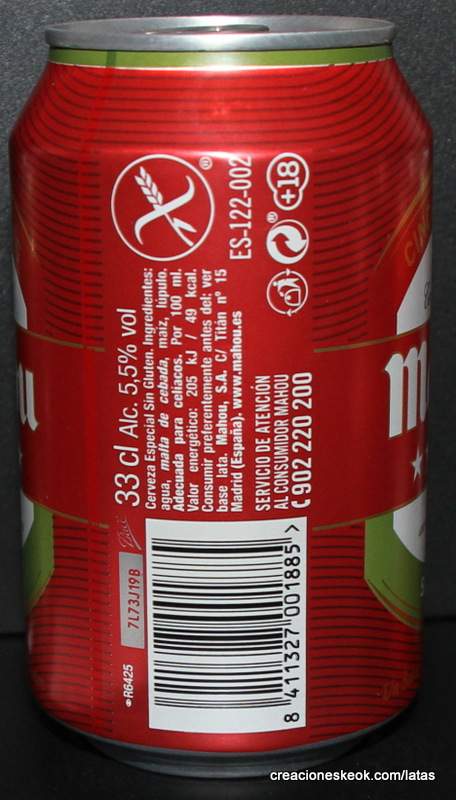 33 cl Alc. 5,5% vol
Cerveza Especial Sin Gluten. Ingredientes:
agua, malta de cebada, maíz, lúpulo.
Adecuada para celíacos. Por 100 ml.
Valor energético: 205 kJ / 49 kcal.
Consumir preferentemente antes del: ver
base lata. Mahou, S.A. C/ Titán nº 15
Madrid (España). www.mahou.es
®
ES-122-002
SERVICIO DE ATENCIÓN
AL CONSUMIDOR MAHOU
902 220 200
®
+18
R6425
7L73J19B
8 411327 001885 >
ou
M
creacioneskeok.com/latas